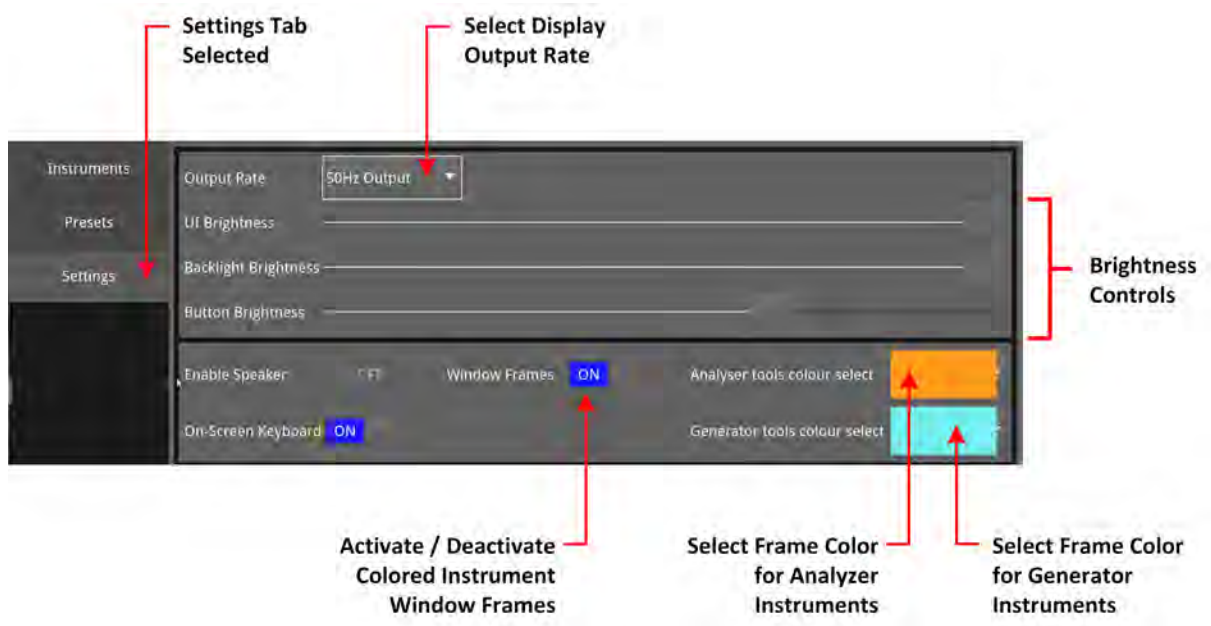 Settings Tab
Selected
Select Display
Output Rate
Instruments
Presets
Settings
Output Rate
50Hz Output
UI Brightness
Backlight Brightness
Button Brightness
Brightness
Controls
Enable Speaker
Window Frames
ON
Analyser tools colour select
On-Screen Keyboard
ON
Generator tools colour select
Activate / Deactivate
Colored Instrument
Window Frames
Select Frame Color
for Analyzer
Instruments
Select Frame Color
for Generator
Instruments